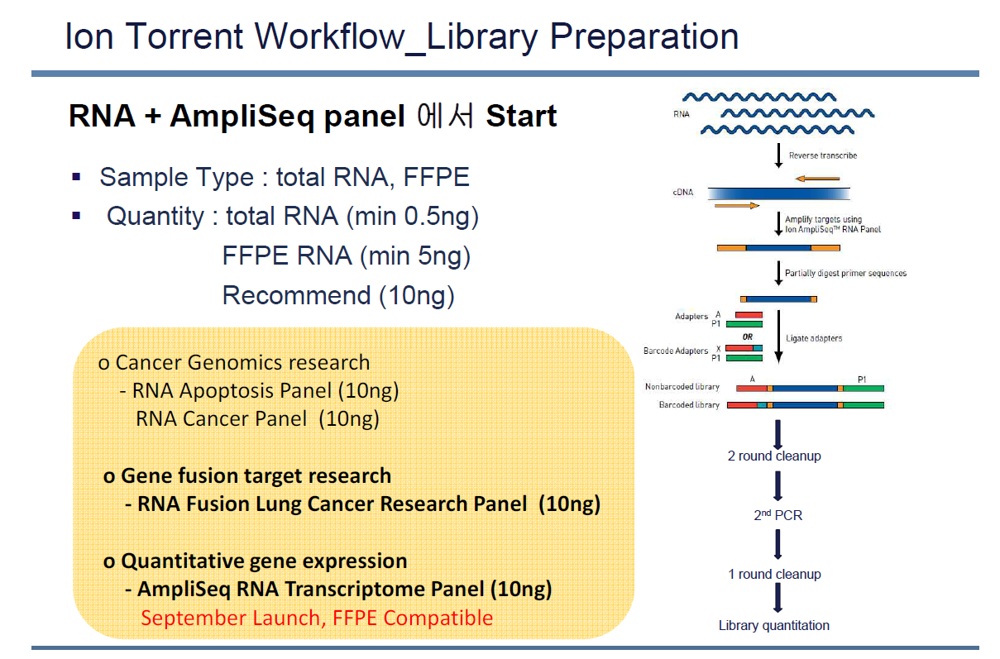 Ion Torrent Workflow_Library Preparation
RNA + AmpliSeq panel 에서 Start
▪ Sample Type : total RNA, FFPE
▪ Quantity : total RNA (min 0.5ng)
FFPE RNA (min 5ng)
Recommend (10ng)
o Cancer Genomics research
- RNA Apoptosis Panel (10ng)
RNA Cancer Panel (10ng)
o Gene fusion target research
- RNA Fusion Lung Cancer Research Panel (10ng)
o Quantitative gene expression
- AmpliSeq RNA Transcriptome Panel (10ng)
September Launch, FFPE Compatible
RNA
Reverse transcribe
cDNA
Amplify targets using
Ion AmpliSeq™ RNA Panel
Partially digest primer sequences
Adapters A
P1
OR
Barcode Adapters X
P1
Ligate adapters
A P1
Nonbarcoded library
Barcoded library
2 round cleanup
2nd PCR
1 round cleanup
Library quantitation